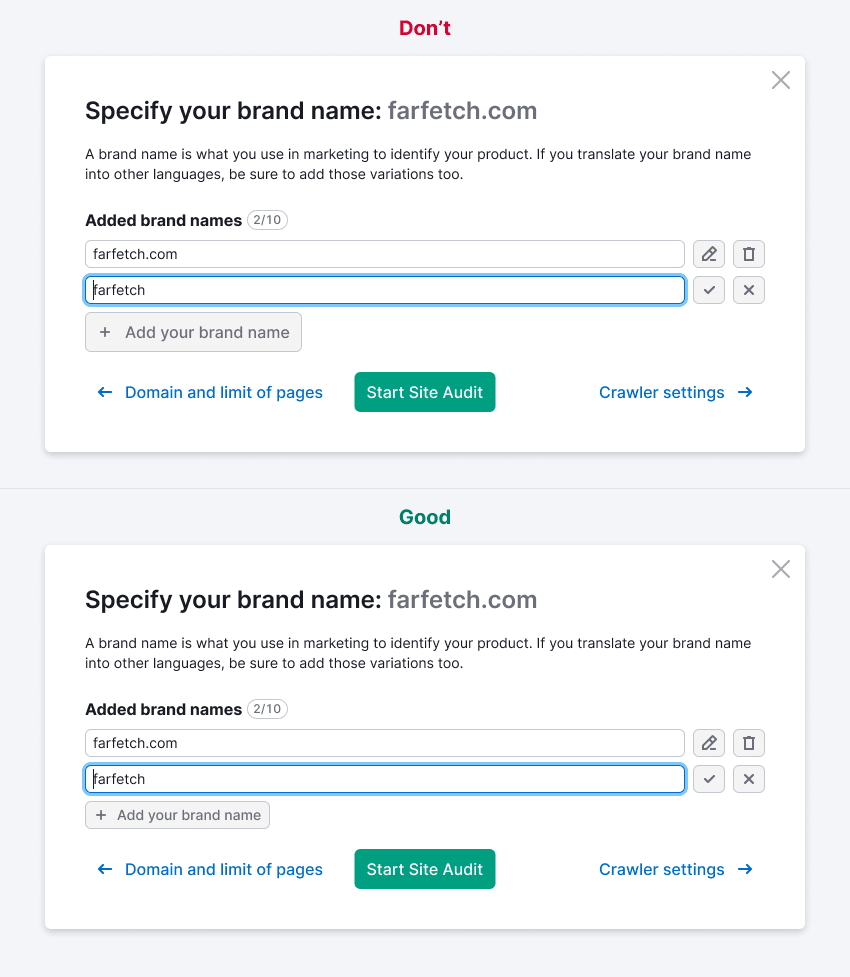 Don’t
Specify your brand name: farfetch.com
A brand name is what you use in marketing to identify your product. If you translate your brand name
into other languages, be sure to add those variations too.
Added brand names 2/10
farfetch.com
farfetch
Add your brand name
Domain and limit of pages
Start Site Audit
Crawler settings
Good
Specify your brand name: farfetch.com
A brand name is what you use in marketing to identify your product. If you translate your brand name
into other languages, be sure to add those variations too.
Added brand names 2/10
farfetch.com
farfetch
Add your brand name
Domain and limit of pages
Start Site Audit
Crawler settings